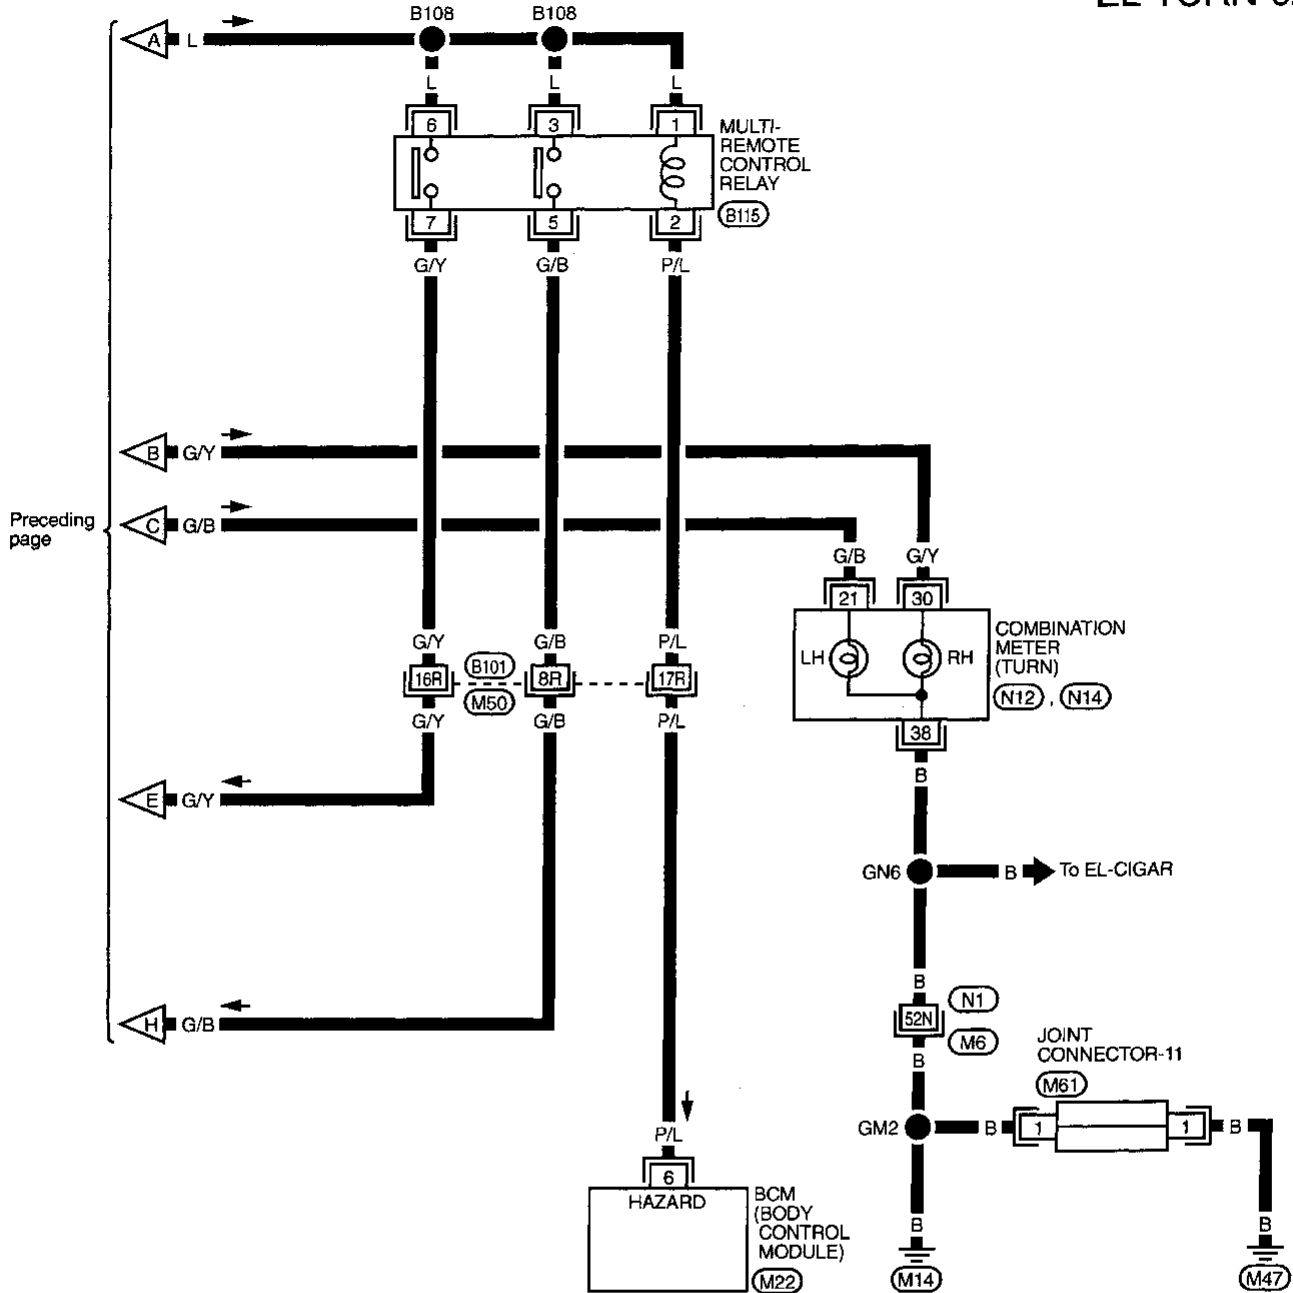 EL-TURN-0
B108
B108
A
L
L
L
L
6
3
1
MULTI-
REMOTE
CONTROL
RELAY
B115
7
5
2
G/Y
G/B
P/L
B
G/Y
Preceding
page
C
G/B
G/B
G/Y
21
30
COMBINATION
METER
(TURN)
LH
RH
N12 , N14
38
B
G/Y
G/B
P/L
16R
B101
M50
8R
17R
G/Y
G/B
P/L
E
G/Y
GN6
B
To EL-CIGAR
B
52N
N1
M6
B
H
G/B
JOINT
CONNECTOR-11
M61
GM2
B
1
1
B
P/L
6
HAZARD
BCM
(BODY
CONTROL
MODULE)
M22
B
M14
B
M47